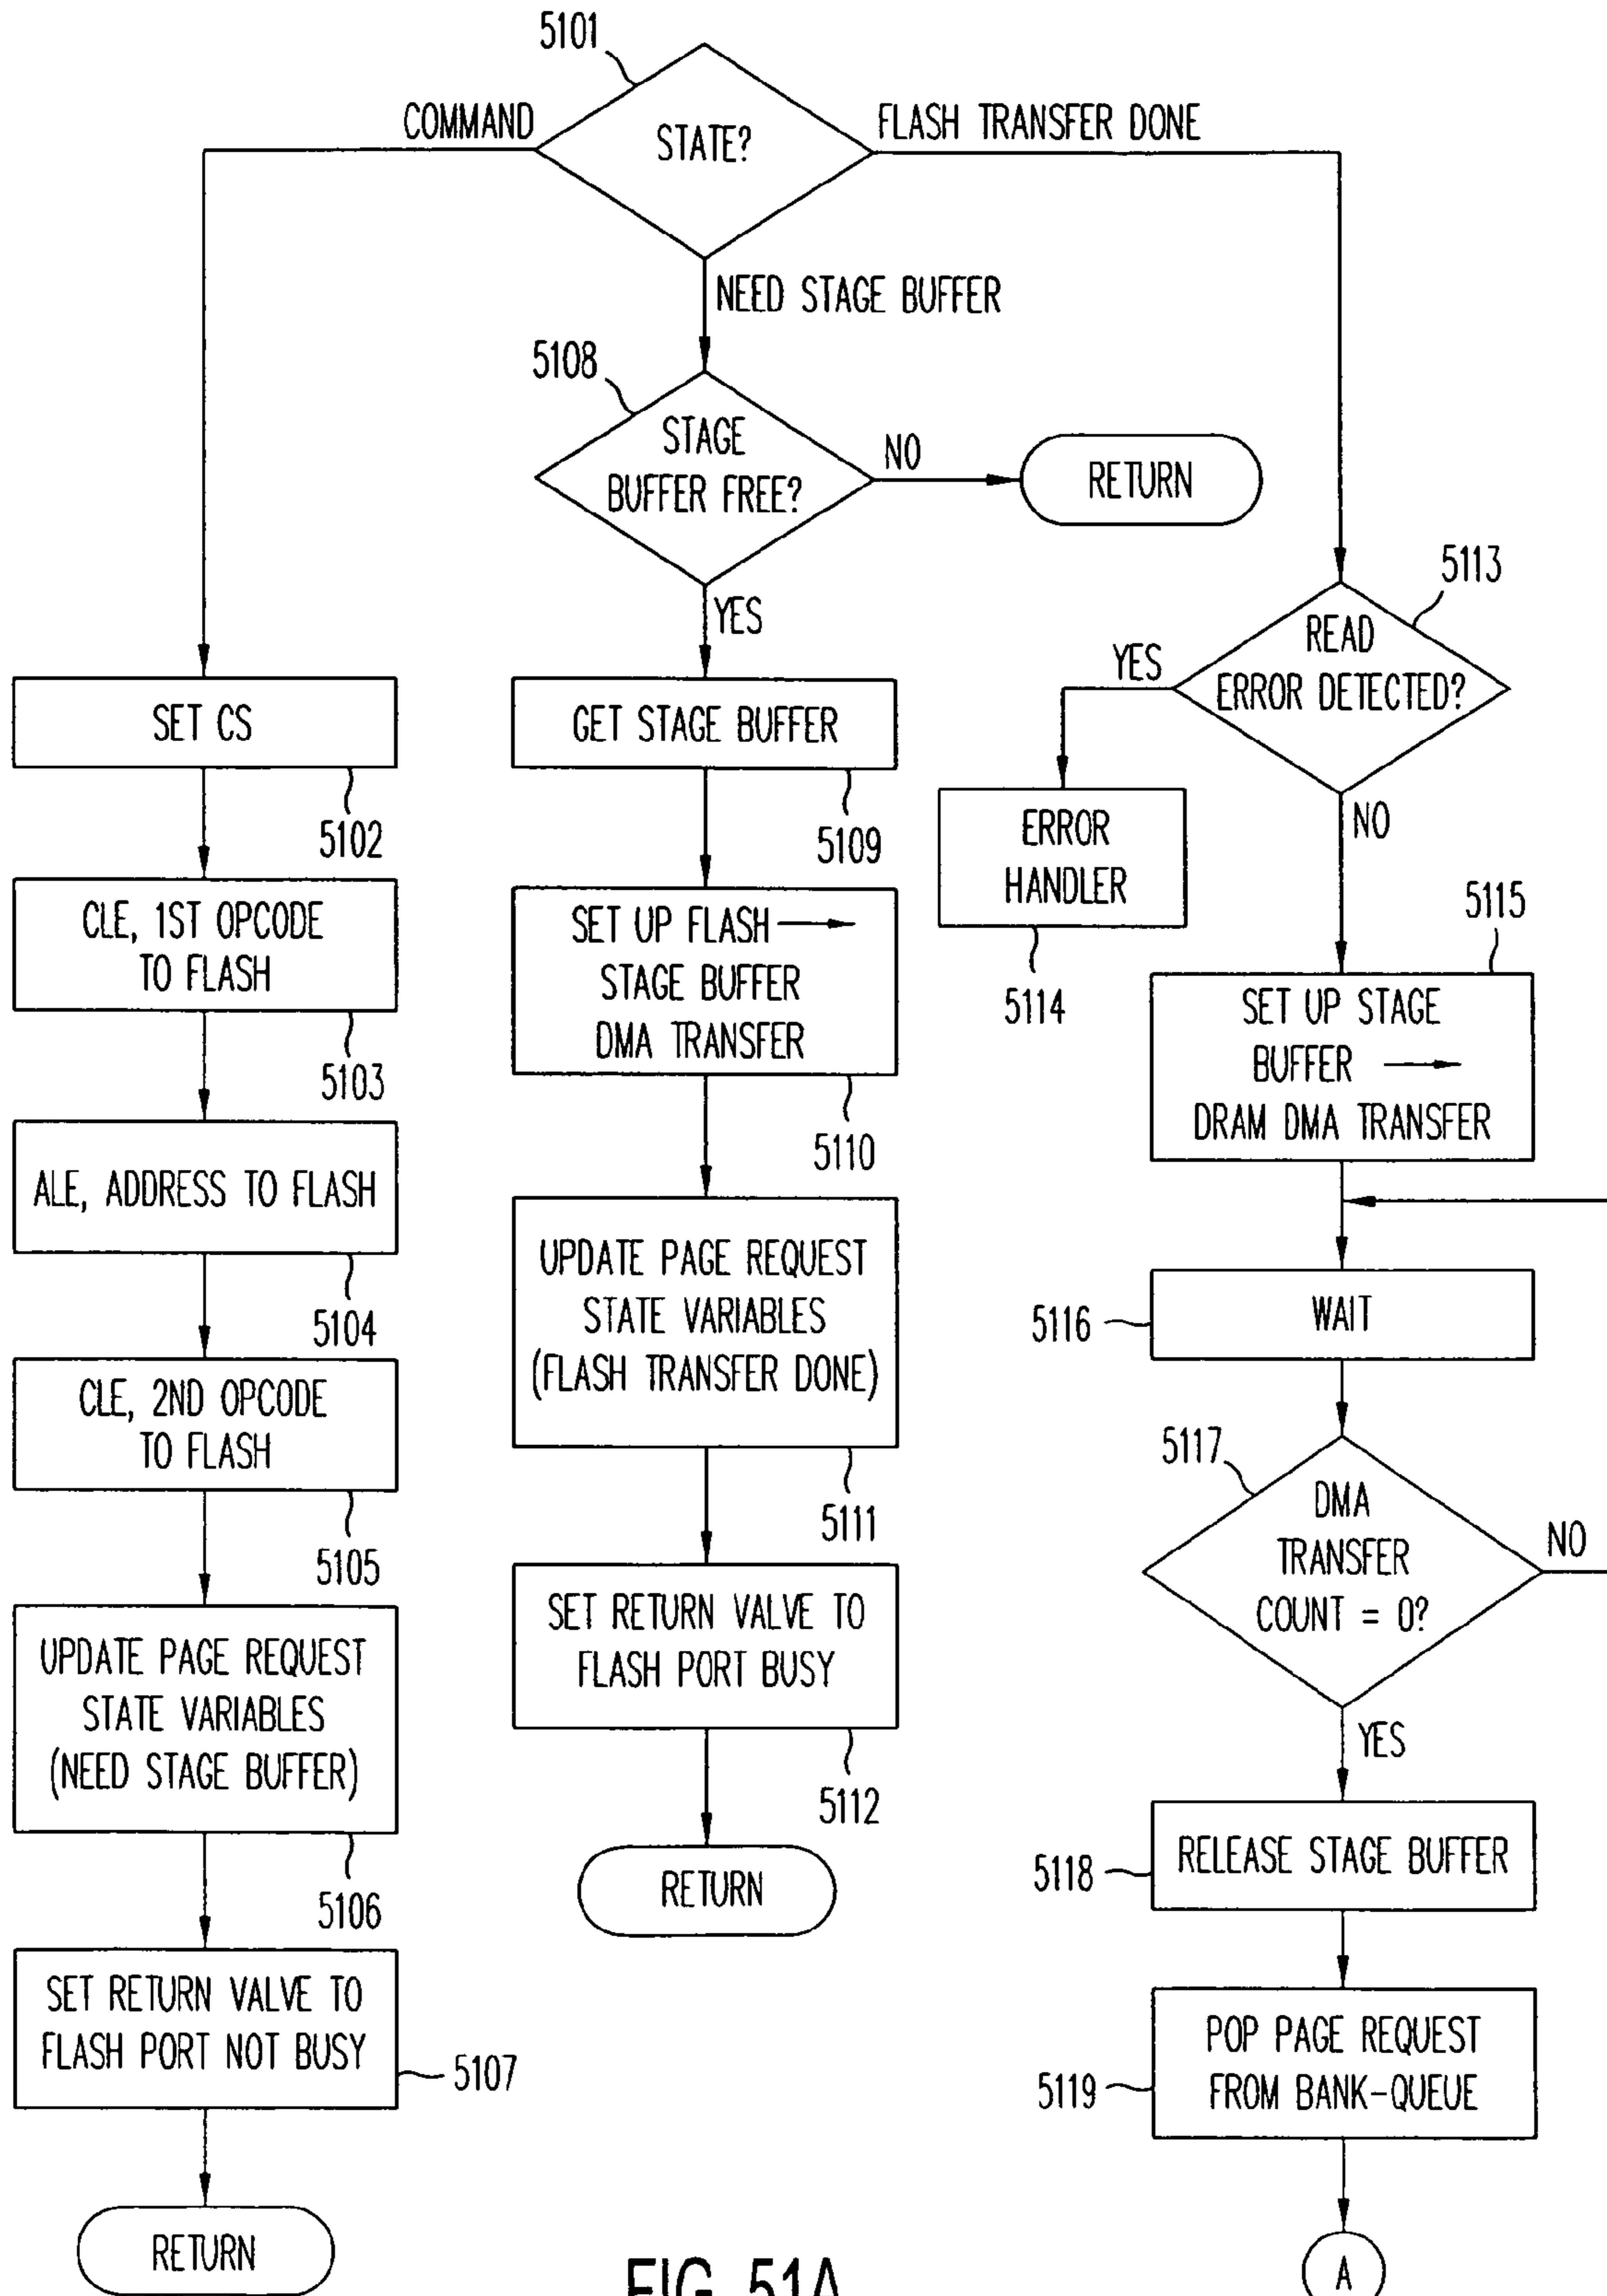 5101
COMMAND
STATE?
FLASH TRANSFER DONE
NEED STAGE BUFFER
5108
STAGE
BUFFER FREE?
NO
RETURN
YES
5113
READ
ERROR DETECTED?
YES
NO
ERROR
HANDLER
5114
SET CS
5102
CLE, 1ST OPCODE
TO FLASH
5103
ALE, ADDRESS TO FLASH
5104
CLE, 2ND OPCODE
TO FLASH
5105
UPDATE PAGE REQUEST
STATE VARIABLES
(NEED STAGE BUFFER)
5106
SET RETURN VALVE TO
FLASH PORT NOT BUSY
5107
RETURN
GET STAGE BUFFER
5109
SET UP FLASH →
STAGE BUFFER
DMA TRANSFER
5110
UPDATE PAGE REQUEST
STATE VARIABLES
(FLASH TRANSFER DONE)
5111
SET RETURN VALVE TO
FLASH PORT BUSY
5112
RETURN
5115
SET UP STAGE
BUFFER →
DRAM DMA TRANSFER
5116
WAIT
5117
DMA
TRANSFER
COUNT = 0?
NO
YES
5118
RELEASE STAGE BUFFER
5119
POP PAGE REQUEST
FROM BANK-QUEUE
A
FIG. 51A